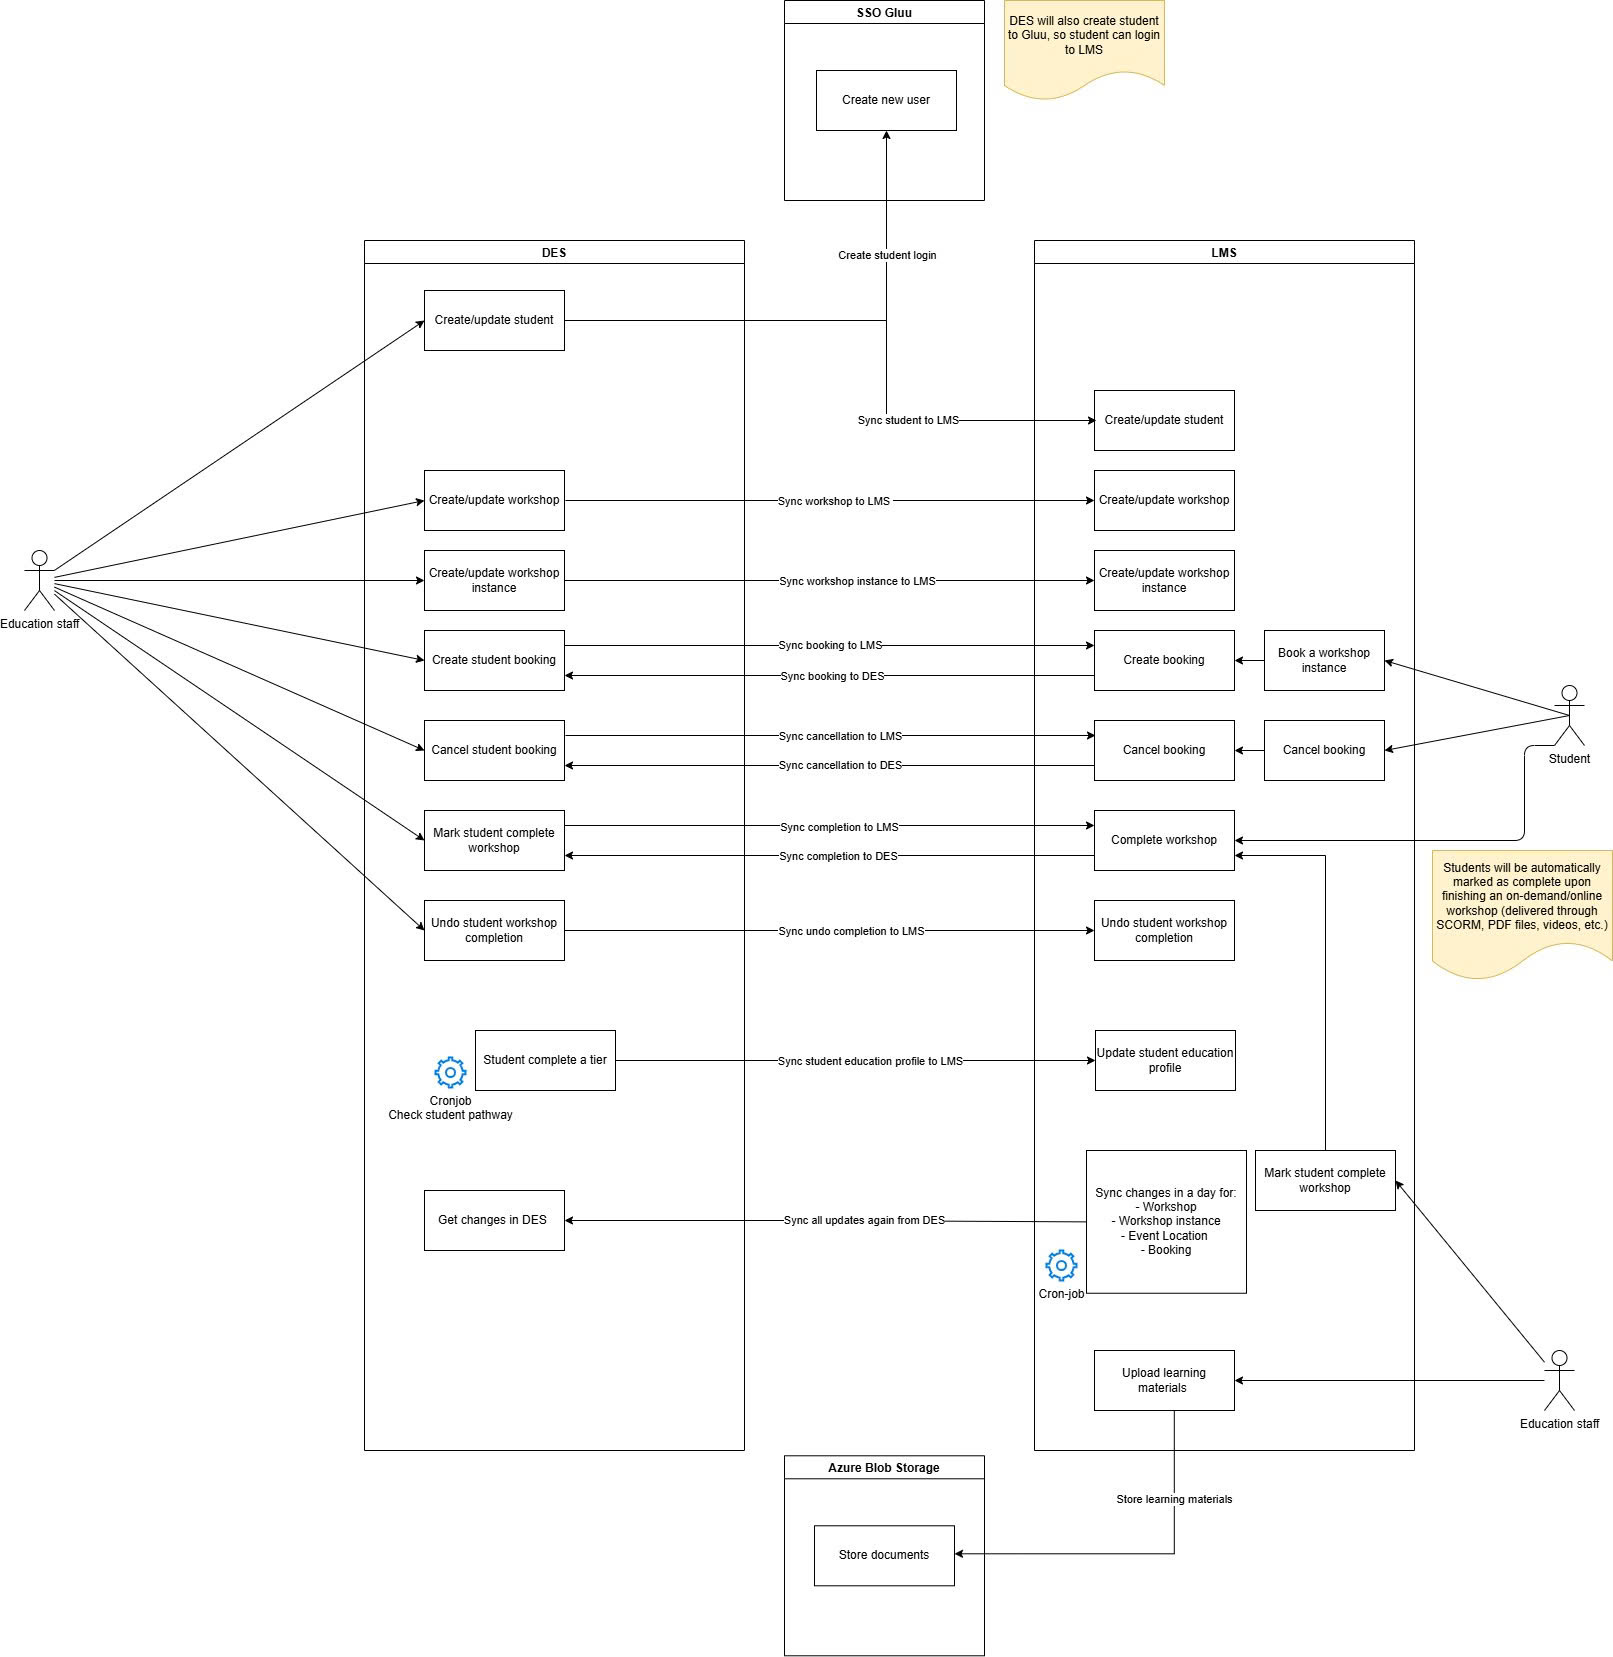 SSO Gluu
DES will also create student
to Gluu, so student can login
to LMS
Create new user
Create student login
DES
LMS
Create/update student
Sync student to LMS
Create/update student
Create/update workshop
Sync workshop to LMS
Create/update workshop
Create/update workshop
instance
Sync workshop instance to LMS
Create/update workshop
instance
Education staff
Create student booking
Sync booking to LMS
Sync booking to DES
Create booking
Book a workshop
instance
Cancel student booking
Sync cancellation to LMS
Sync cancellation to DES
Cancel booking
Cancel booking
Student
Mark student complete
workshop
Sync completion to LMS
Sync completion to DES
Complete workshop
Students will be automatically
marked as complete upon
finishing an on-demand/online
workshop (delivered through
SCORM, PDF files, videos, etc.)
Undo student workshop
completion
Sync undo completion to LMS
Undo student workshop
completion
Student complete a tier
Cronjob
Check student pathway
Sync student education profile to LMS
Update student education
profile
Get changes in DES
Sync all updates again from DES
Sync changes in a day for:
- Workshop
- Workshop instance
- Event Location
- Booking
Cron-job
Mark student complete
workshop
Upload learning
materials
Education staff
Azure Blob Storage
Store learning materials
Store documents